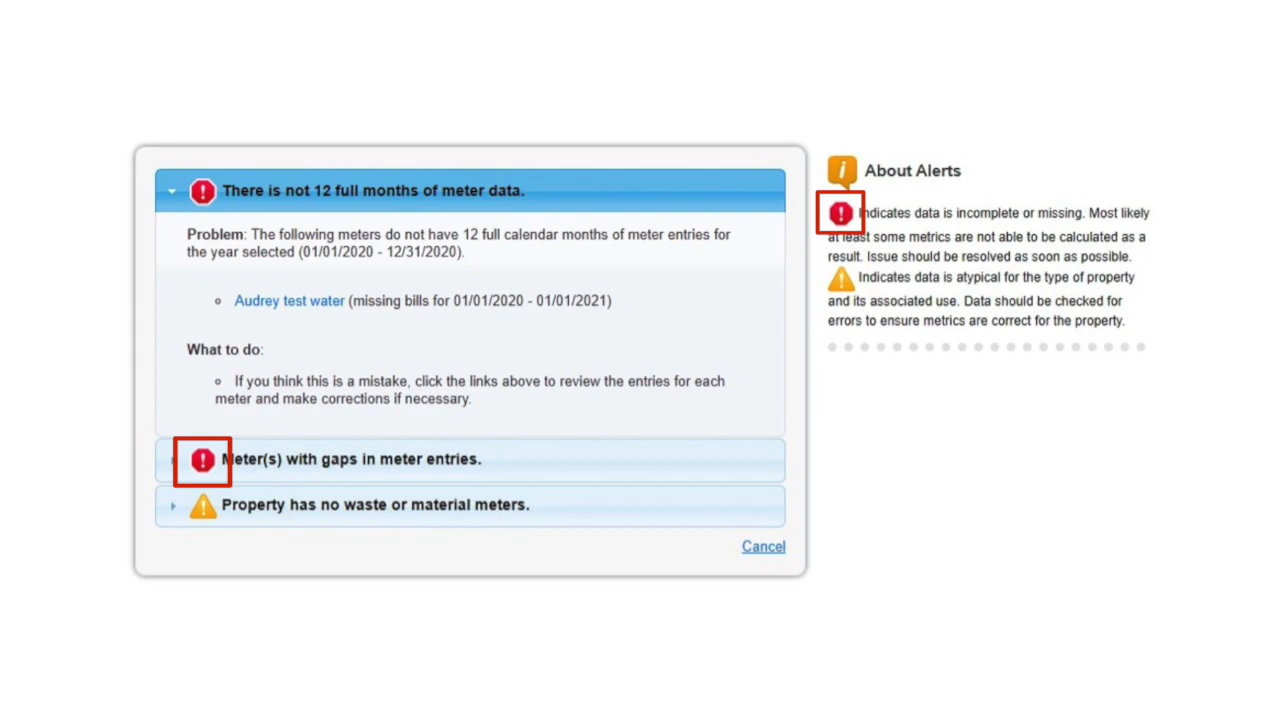 There is not 12 full months of meter data.
Problem: The following meters do not have 12 full calendar months of meter entries for
the year selected (01/01/2020 - 12/31/2020).
Audrey test water (missing bills for 01/01/2020 - 01/01/2021)
What to do:
If you think this is a mistake, click the links above to review the entries for each
meter and make corrections if necessary.
Meter(s) with gaps in meter entries.
Property has no waste or material meters.
Cancel
About Alerts
Indicates data is incomplete or missing. Most likely
at least some metrics are not able to be calculated as a
result. Issue should be resolved as soon as possible.
Indicates data is atypical for the type of property
and its associated use. Data should be checked for
errors to ensure metrics are correct for the property.